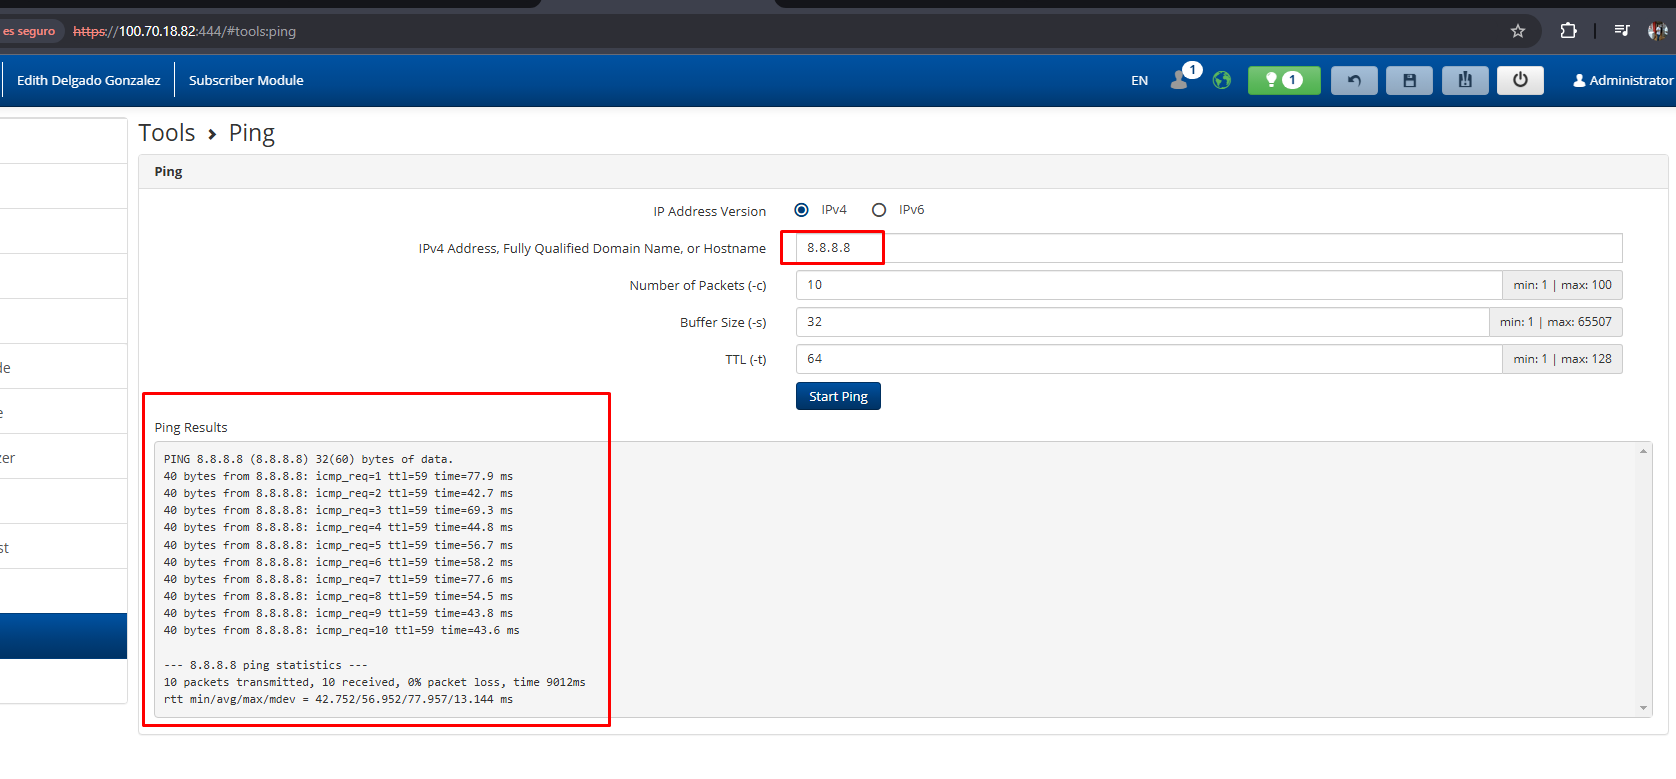 es seguro https://100.70.18.82:444/#tools:ping
Edith Delgado Gonzalez Subscriber Module EN 1 1 Administrator
Tools > Ping
Ping
IP Address Version IPv4 IPv6
IPv4 Address, Fully Qualified Domain Name, or Hostname 8.8.8.8
Number of Packets (-c) 10 min: 1 | max: 100
Buffer Size (-s) 32 min: 1 | max: 65507
TTL (-t) 64 min: 1 | max: 128
de
Start Ping
e
Ping Results
zer
PING 8.8.8.8 (8.8.8.8) 32(60) bytes of data.
40 bytes from 8.8.8.8: icmp_req=1 ttl=59 time=77.9 ms
40 bytes from 8.8.8.8: icmp_req=2 ttl=59 time=42.7 ms
40 bytes from 8.8.8.8: icmp_req=3 ttl=59 time=69.3 ms
40 bytes from 8.8.8.8: icmp_req=4 ttl=59 time=44.8 ms
40 bytes from 8.8.8.8: icmp_req=5 ttl=59 time=56.7 ms
st
40 bytes from 8.8.8.8: icmp_req=6 ttl=59 time=58.2 ms
40 bytes from 8.8.8.8: icmp_req=7 ttl=59 time=77.6 ms
40 bytes from 8.8.8.8: icmp_req=8 ttl=59 time=54.5 ms
40 bytes from 8.8.8.8: icmp_req=9 ttl=59 time=43.8 ms
40 bytes from 8.8.8.8: icmp_req=10 ttl=59 time=43.6 ms
--- 8.8.8.8 ping statistics ---
10 packets transmitted, 10 received, 0% packet loss, time 9012ms
rtt min/avg/max/mdev = 42.752/56.952/77.957/13.144 ms